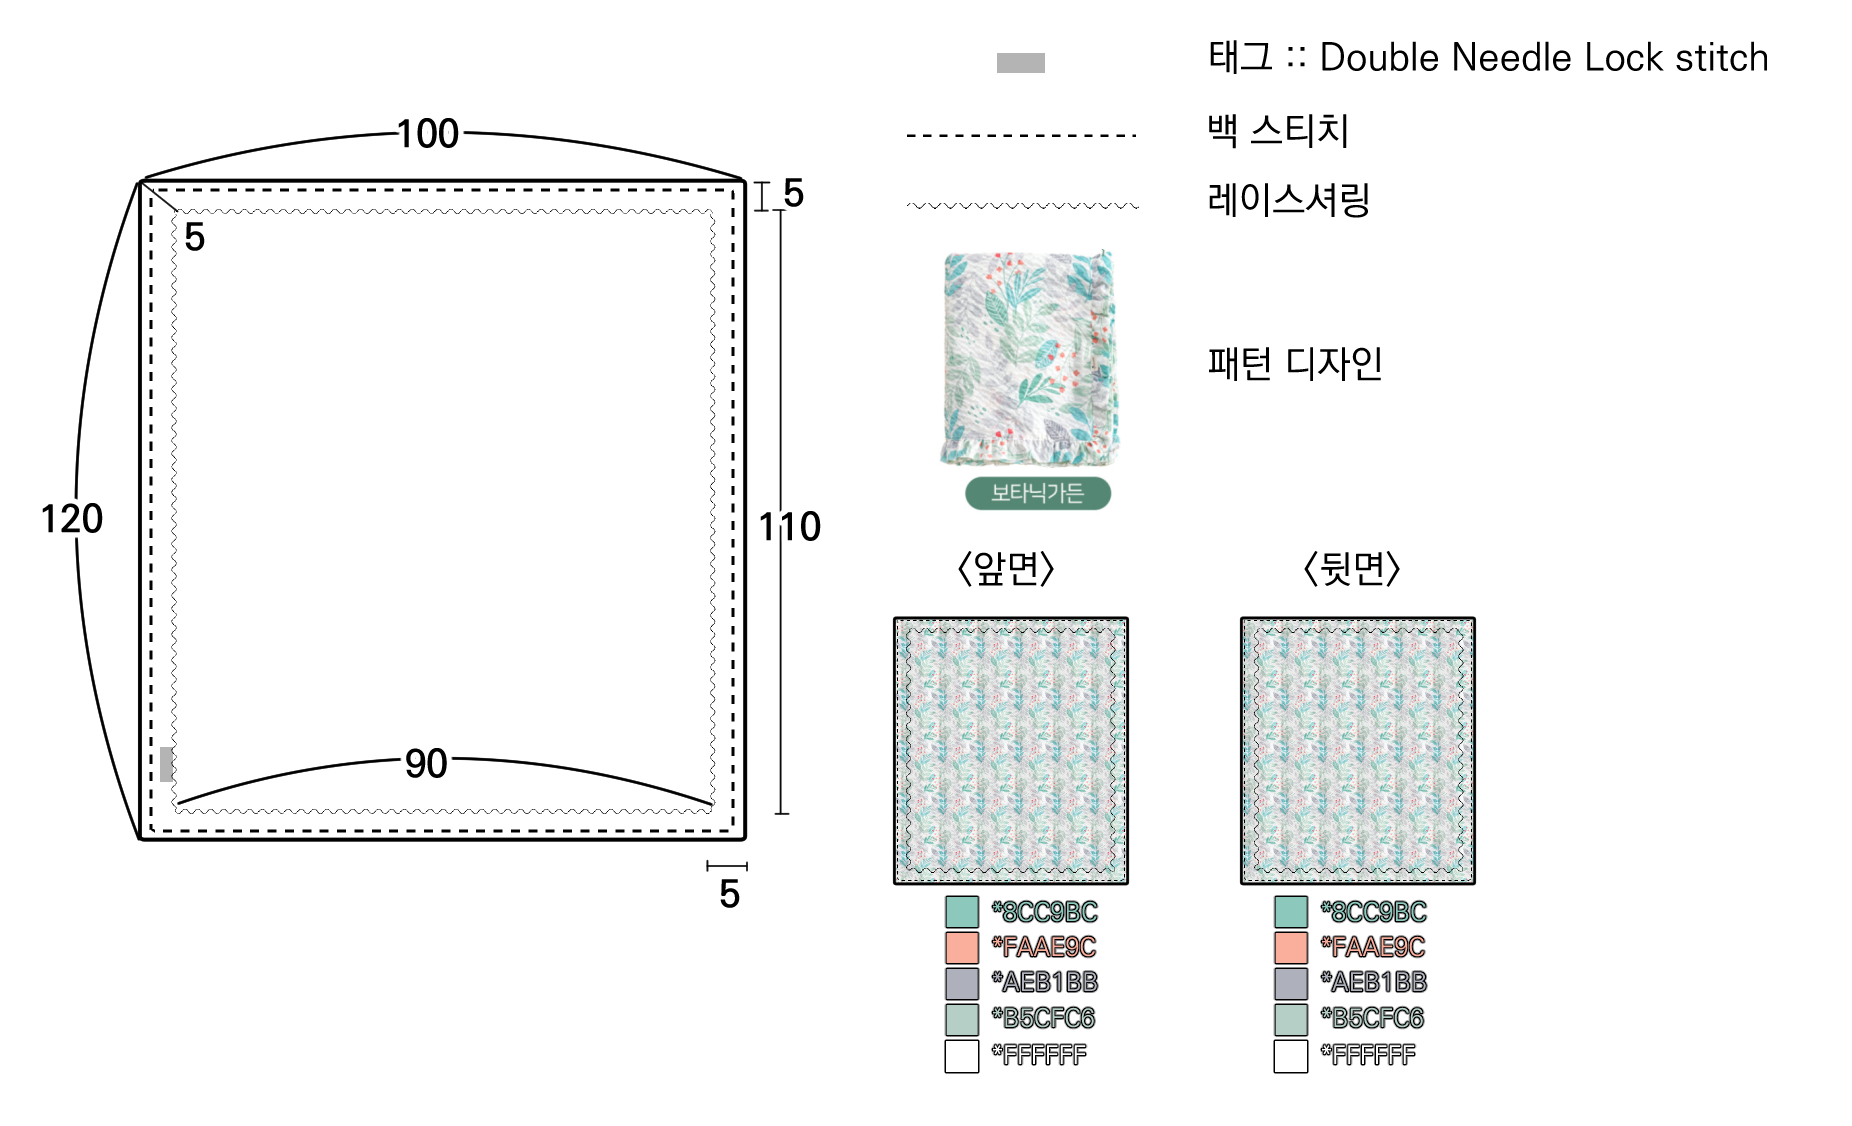 100
5
5
120
110
90
5
태그 :: Double Needle Lock stitch
백 스티치
레이스셔링
패턴 디자인
보타닉가든
<앞면>
<뒷면>
*8CC9BC
*FAAE9C
*AEB1BB
*B5CFC6
*FFFFFF
*8CC9BC
*FAAE9C
*AEB1BB
*B5CFC6
*FFFFFF